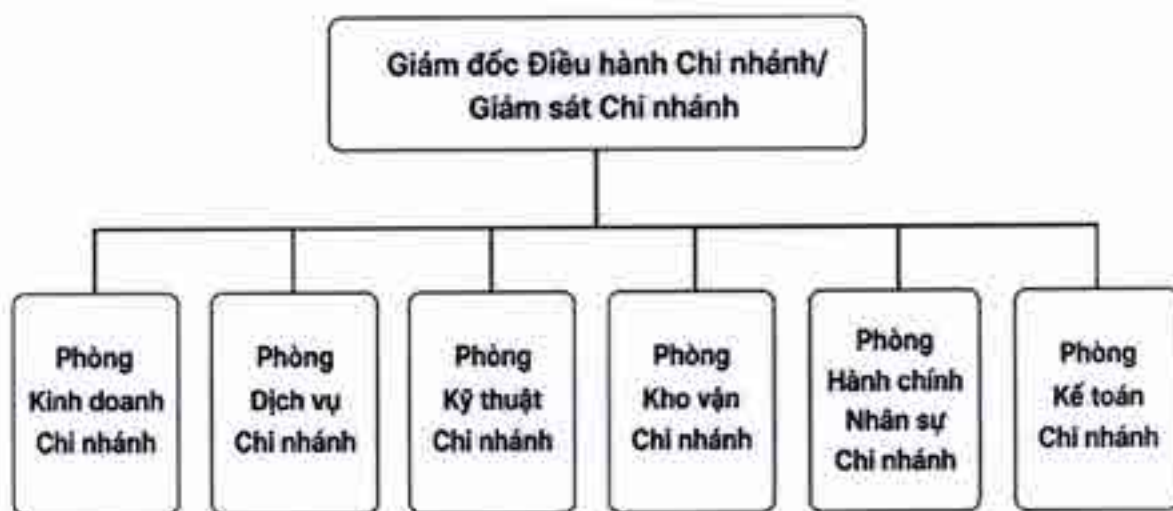 Giám đốc Điều hành Chi nhánh/
Giảm sát Chi nhánh
Phòng
Kinh doanh
Chi nhánh
Phòng
Dịch vụ
Chi nhánh
Phòng
Kỹ thuật
Chi nhánh
Phòng
Kho vận
Chi nhánh
Phòng
Hành chính
Nhân sự
Chi nhánh
Phòng
Kế toán
Chi nhánh